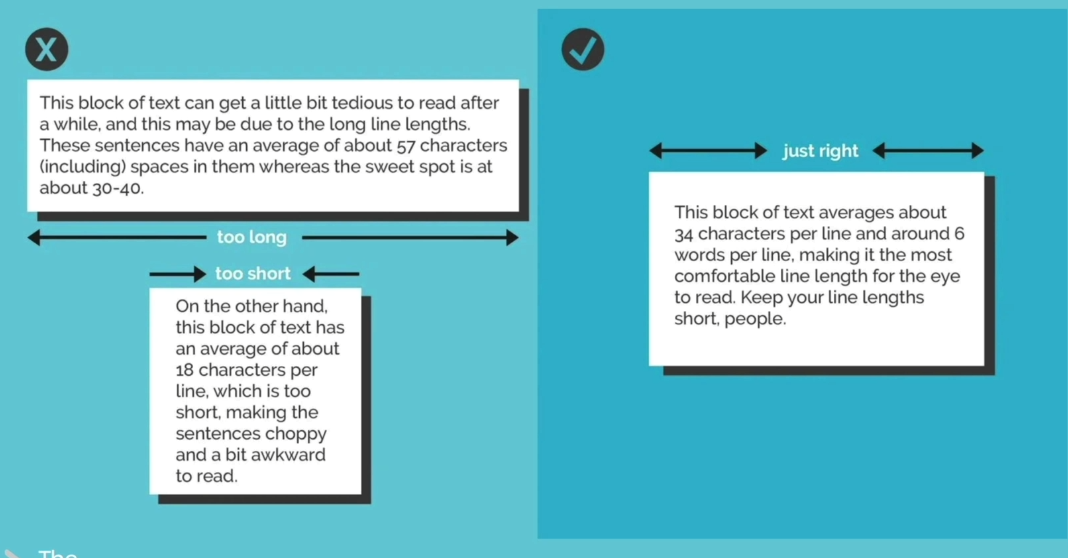 X
This block of text can get a little bit tedious to read after
a while, and this may be due to the long line lengths.
These sentences have an average of about 57 characters
(including) spaces in them whereas the sweet spot is at
about 30-40.
too long
too short
On the other hand,
this block of text has
an average of about
18 characters per
line, which is too
short, making the
sentences choppy
and a bit awkward
to read.
just right
This block of text averages about
34 characters per line and around 6
words per line, making it the most
comfortable line length for the eye
to read. Keep your line lengths
short, people.
The